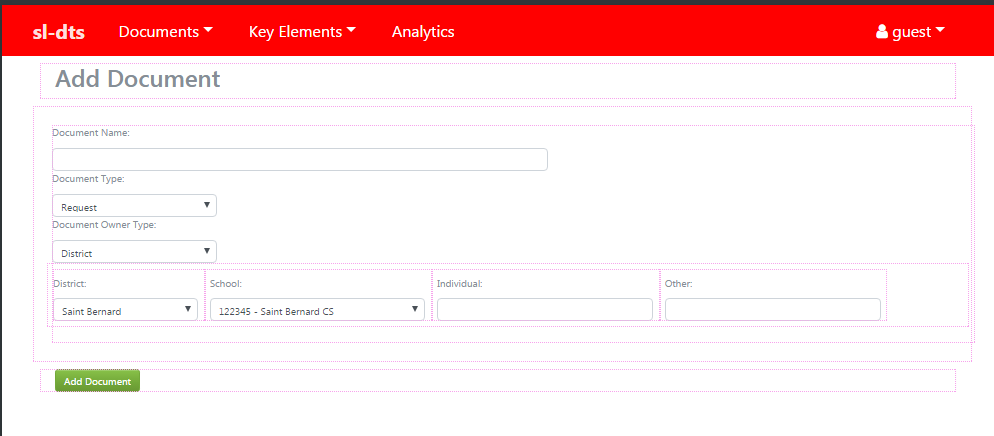 sl-dts Documents Key Elements Analytics guest
Add Document
Document Name:
Document Type:
Request
Document Owner Type:
District
District: School: Individual: Other:
Saint Bernard 122345 - Saint Bernard CS
Add Document